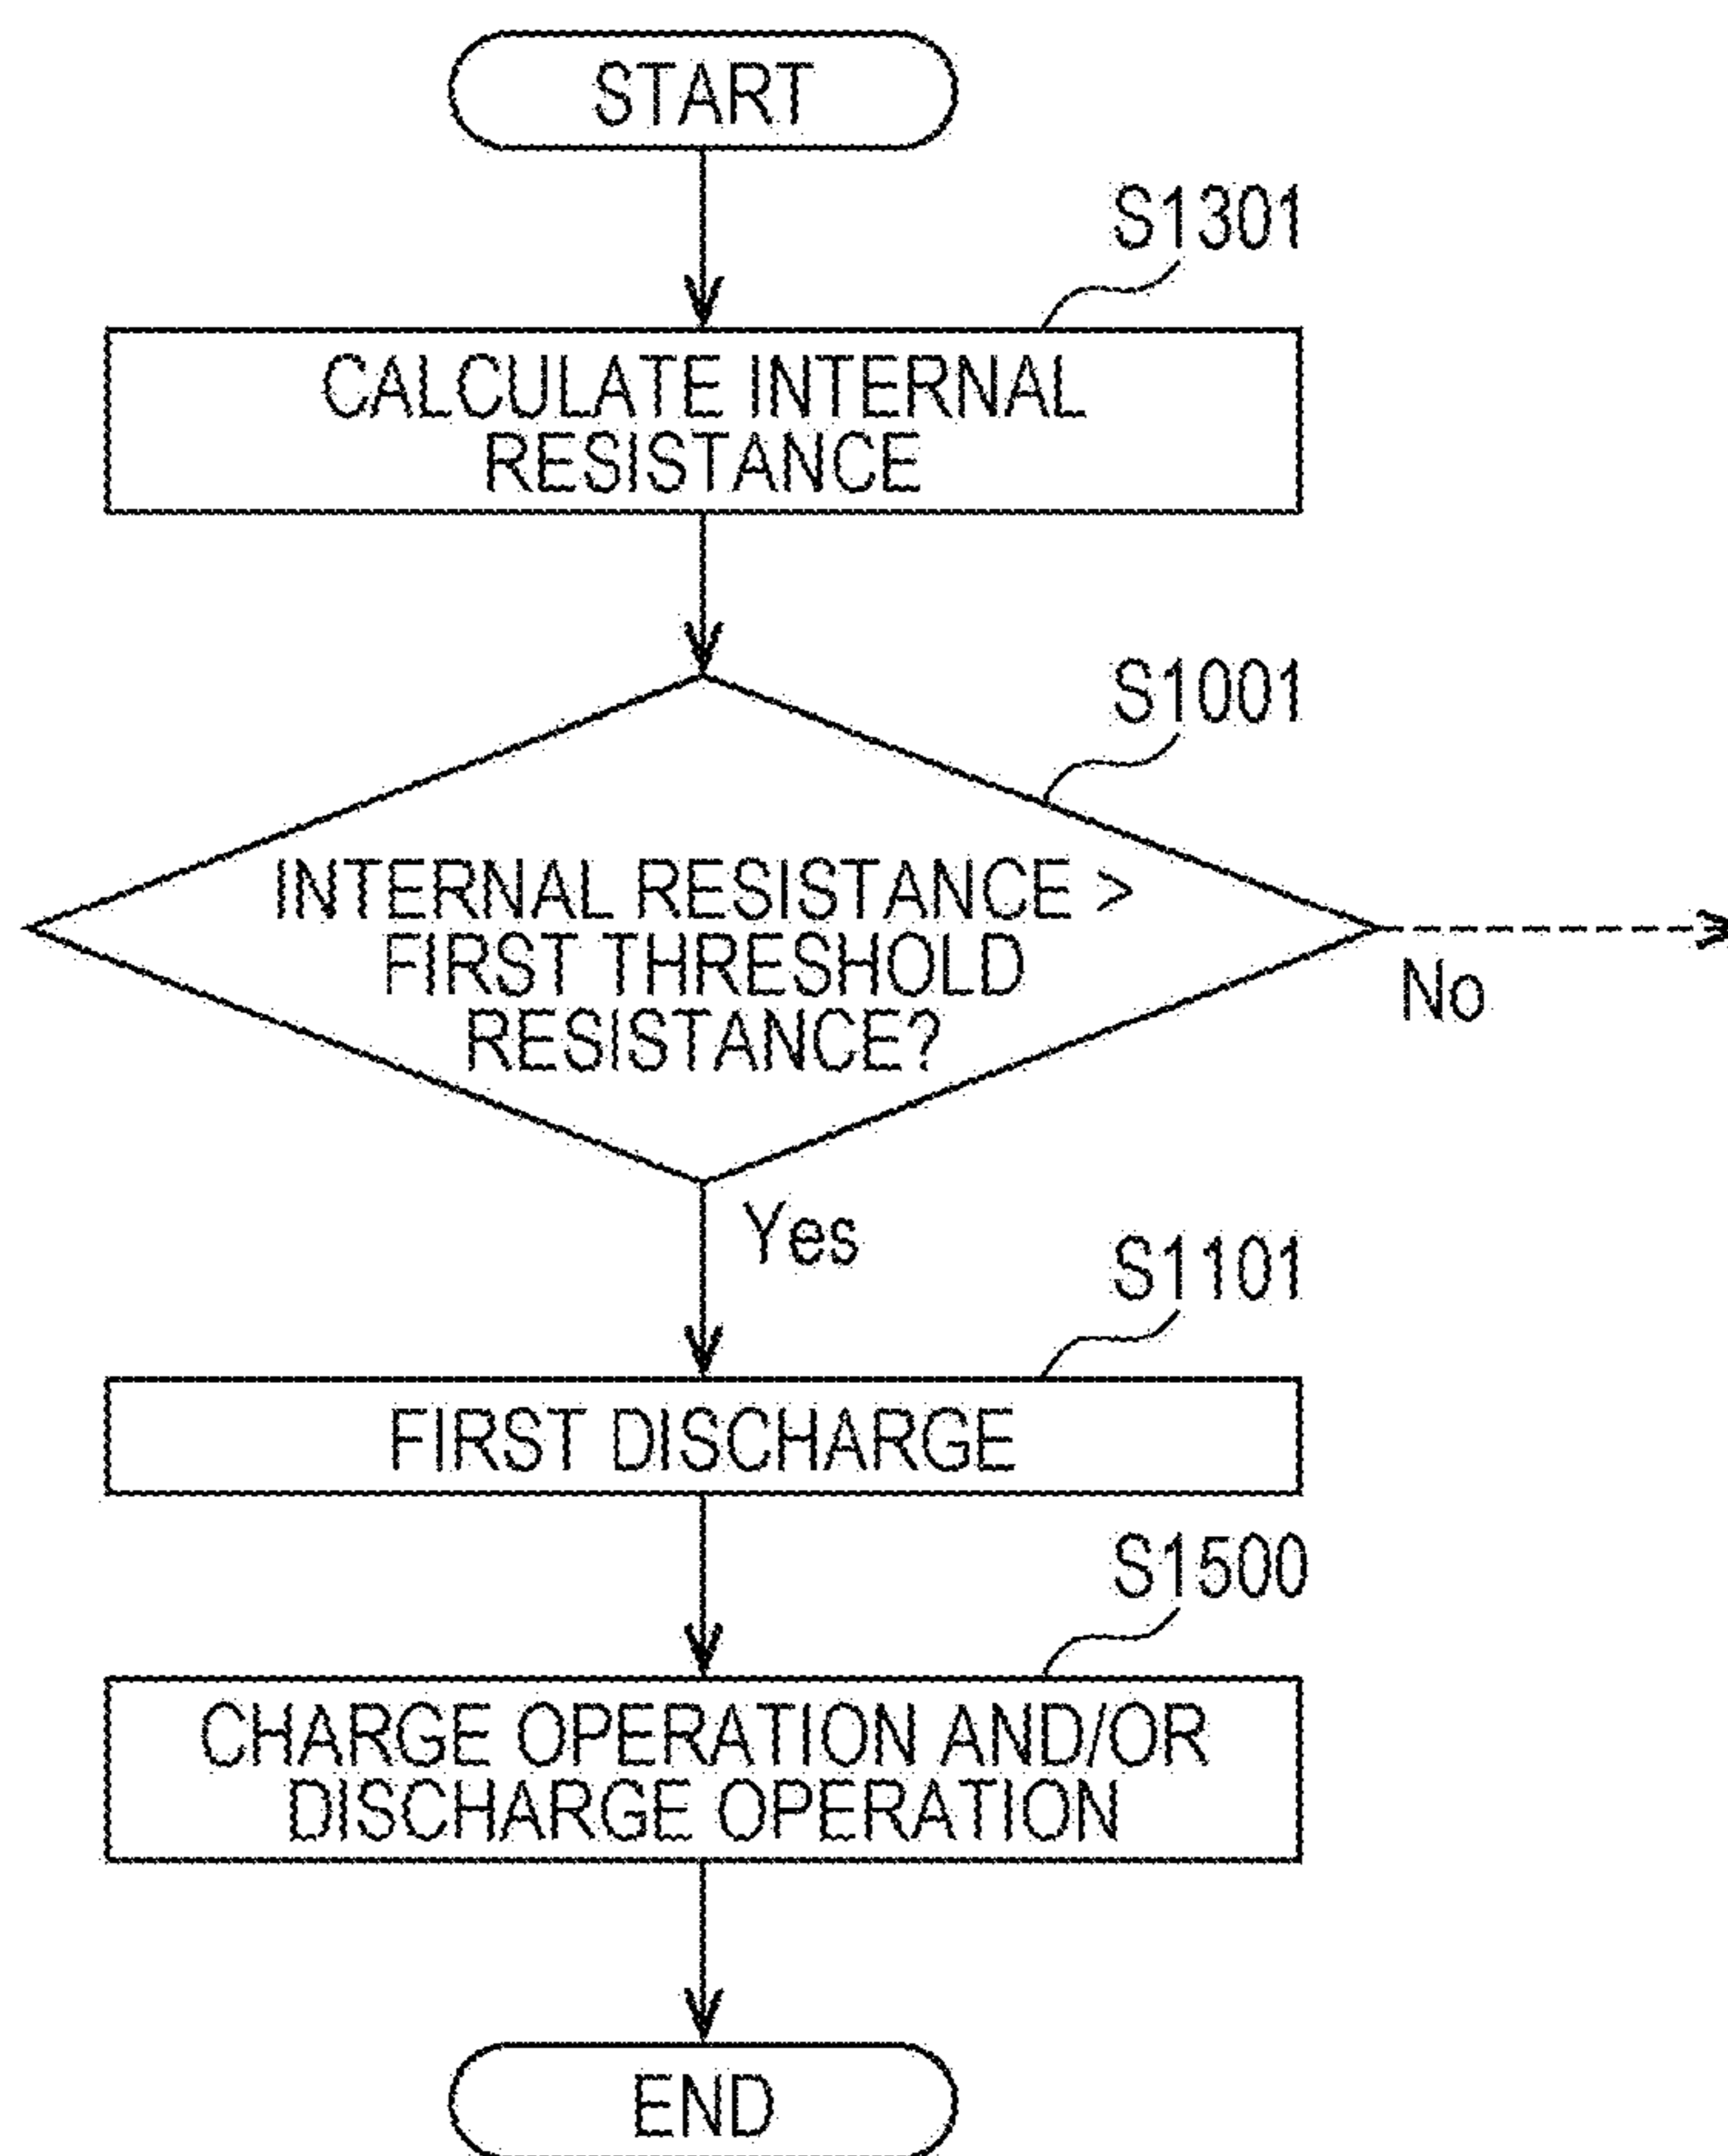 START
S1301
CALCULATE INTERNAL
RESISTANCE
S1001
INTERNAL RESISTANCE >
FIRST THRESHOLD
RESISTANCE?
No
Yes
S1101
FIRST DISCHARGE
S1500
CHARGE OPERATION AND/OR
DISCHARGE OPERATION
END